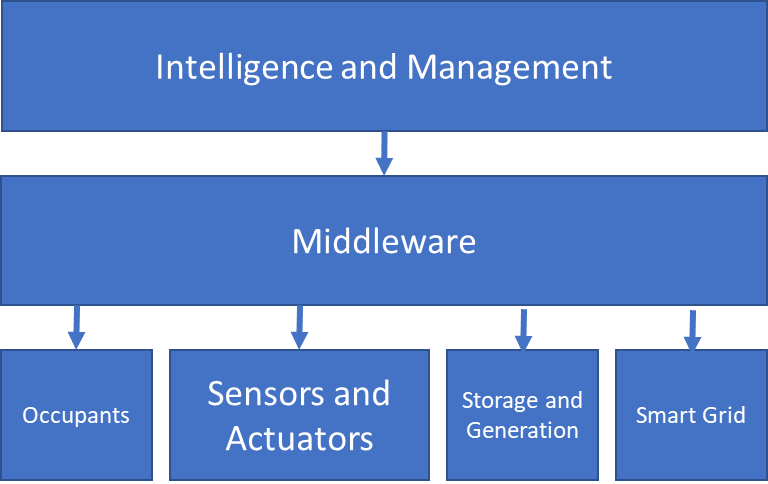 Intelligence and Management
Middleware
Occupants
Sensors and
Actuators
Storage and
Generation
Smart Grid